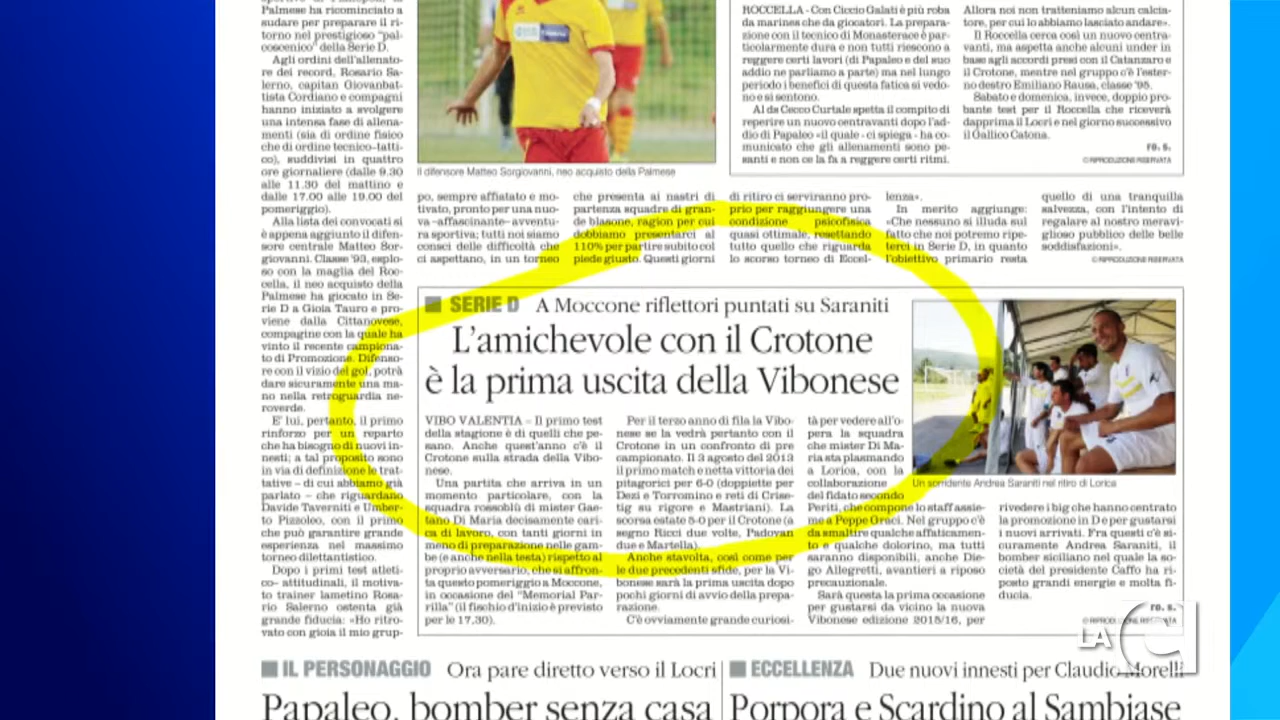 Palmese ha ricominciato a
sudare per preparare il ri-
torno nel prestigioso "pal-
coscenico" della Serie D.
Agli ordini dell'allenato-
re dei record, Rosario Sa-
lerno, capitan Giovanbat-
tista Cordiano e compagni
hanno iniziato a svolgere
una intensa fase di allena-
menti (sia di ordine fisico
che di ordine tecnico-tatti-
co), suddivisi in quattro
ore giornaliere (dalle 9.30
alle 11.30 del mattino e
dalle 17.00 alle 19.00 del
pomeriggio).
Alla lista dei convocati si
è appena aggiunto il difen-
sore centrale Matteo Sor-
giovanni. Classe '93, esplo-
so con la maglia del Roc-
cella, il neo acquisto della
Palmese ha giocato in Se-
rie D a Gioia Tauro e pro-
viene dalla Cittanovese,
compagine con la quale ha
vinto il recente campiona-
to di Promozione. Difenso-
re con il vizio del gol, potrà
dare sicuramente una ma-
no nella retroguardia ne-
roverde.
E' lui, pertanto, il primo
rinforzo per un reparto
che ha bisogno di nuovi in-
nesti; a tal proposito sono
in via di definizione le trat-
tative – di cui abbiamo già
parlato – che riguardano
Davide Taverniti e Umber-
to Pizzoleo, con il primo
che può garantire grande
esperienza nel massimo
torneo dilettantistico.
Dopo i primi test atleti-
co- attitudinali, il motiva-
to trainer lametino Rosa-
rio Salerno ostenta già
grande fiducia: «Ho ritro-
vato con gioia il mio grup-
Il difensore Matteo Sorgiovanni, neo acquisto della Palmese
po, sempre affiatato e mo-
tivato, pronto per una nuo-
va -affascinante- avventu-
ra sportiva; tutti noi siamo
consci delle difficoltà che
ci aspettano, in un torneo
che presenta ai nastri di
partenza squadre di gran-
de blasone, ragion per cui
dobbiamo presentarci al
110% per partire subito col
piede giusto. Questi giorni
di ritiro ci serviranno pro-
prio per raggiungere una
condizione psicofisica
quasi ottimale, resettando
tutto quello che riguarda
lo scorso torneo di Eccel-
lenza».
In merito aggiunge:
«Che nessuno si illuda sul
fatto che noi potremo ripe-
terci in Serie D, in quanto
l'obiettivo primario resta
quello di una tranquilla
salvezza, con l'intento di
regalare al nostro meravi-
glioso pubblico delle belle
soddisfazioni».
© RIPRODUZIONE RISERVATA
ROCCELLA - Con Ciccio Galati è più roba
da marines che da giocatori. La prepara-
zione con il tecnico di Monasterace è par-
ticolarmente dura e non tutti riescono a
reggere certi lavori (di Papaleo e del suo
addio ne parliamo a parte) ma nel lungo
periodo i benefici di questa fatica si vedo-
no e si sentono.
Al ds Cecco Curtale spetta il compito di
reperire un nuovo centravanti dopo l'ad-
dio di Papaleo «il quale - ci spiega - ha co-
municato che gli allenamenti sono pe-
santi e non ce la fa a reggere certi ritmi.
Allora noi non tratteniamo alcun calcia-
tore, per cui lo abbiamo lasciato andare».
Il Roccella cerca così un nuovo centra-
vanti, ma aspetta anche alcuni under in
base agli accordi presi con il Catanzaro e
il Crotone, mentre nel gruppo c'è l'ester-
no destro Emiliano Rausa, classe '95.
Sabato e domenica, invece, doppio pro-
bante test per il Roccella che riceverà
dapprima il Locri e nel giorno successivo
il Gallico Catona.
ro. s.
© RIPRODUZIONE RISERVATA
SERIE D A Moccone riflettori puntati su Saraniti
L'amichevole con il Crotone
è la prima uscita della Vibonese
VIBO VALENTIA – Il primo test
della stagione è di quelli che pe-
sano. Anche quest'anno c'è il
Crotone sulla strada della Vibo-
nese.
Una partita che arriva in un
momento particolare, con la
squadra rossoblù di mister Gae-
tano Di Maria decisamente cari-
ca di lavoro, con tanti giorni in
meno di preparazione nelle gam-
be (e anche nella testa) rispetto al
proprio avversario, che si affron-
ta questo pomeriggio a Moccone,
in occasione del "Memorial Par-
rilla" (il fischio d'inizio è previsto
per le 17.30).
Per il terzo anno di fila la Vibo-
nese se la vedrà pertanto con il
Crotone in un confronto di pre
campionato. Il 3 agosto del 2013
il primo match e netta vittoria dei
pitagorici per 6-0 (doppiette per
Dezi e Torromino e reti di Crise-
tig su rigore e Mastriani). La
scorsa estate 5-0 per il Crotone (a
segno Ricci due volte, Padovan
due e Martella).
Anche stavolta, così come per
le due precedenti sfide, per la Vi-
bonese sarà la prima uscita dopo
pochi giorni di avvio della prepa-
razione.
C'è ovviamente grande curiosi-
tà per vedere all'o-
pera la squadra
che mister Di Ma-
ria sta plasmando
a Lorica, con la
collaborazione
del fidato secondo
Periti, che compone lo staff assie-
me a Peppe Graci. Nel gruppo c'è
da smaltire qualche affaticamen-
to e qualche dolorino, ma tutti
saranno disponibili, anche Die-
go Allegretti, avantieri a riposo
precauzionale.
Sarà questa la prima occasione
per gustarsi da vicino la nuova
Vibonese edizione 2015/16, per
Un sorridente Andrea Saraniti nel ritiro di Lorica
rivedere i big che hanno centrato
la promozione in D e per gustarsi
i nuovi arrivati. Fra questi c'è si-
curamente Andrea Saraniti, il
bomber siciliano nel quale la so-
cietà del presidente Caffo ha ri-
posto grandi energie e molta fi-
ducia.
ro. s.
LA C
IL PERSONAGGIO Ora pare diretto verso il Locri
Papaleo, bomber senza casa
ECCELLENZA Due nuovi innesti per Claudio Morelli
Porpora e Scardino al Sambiase